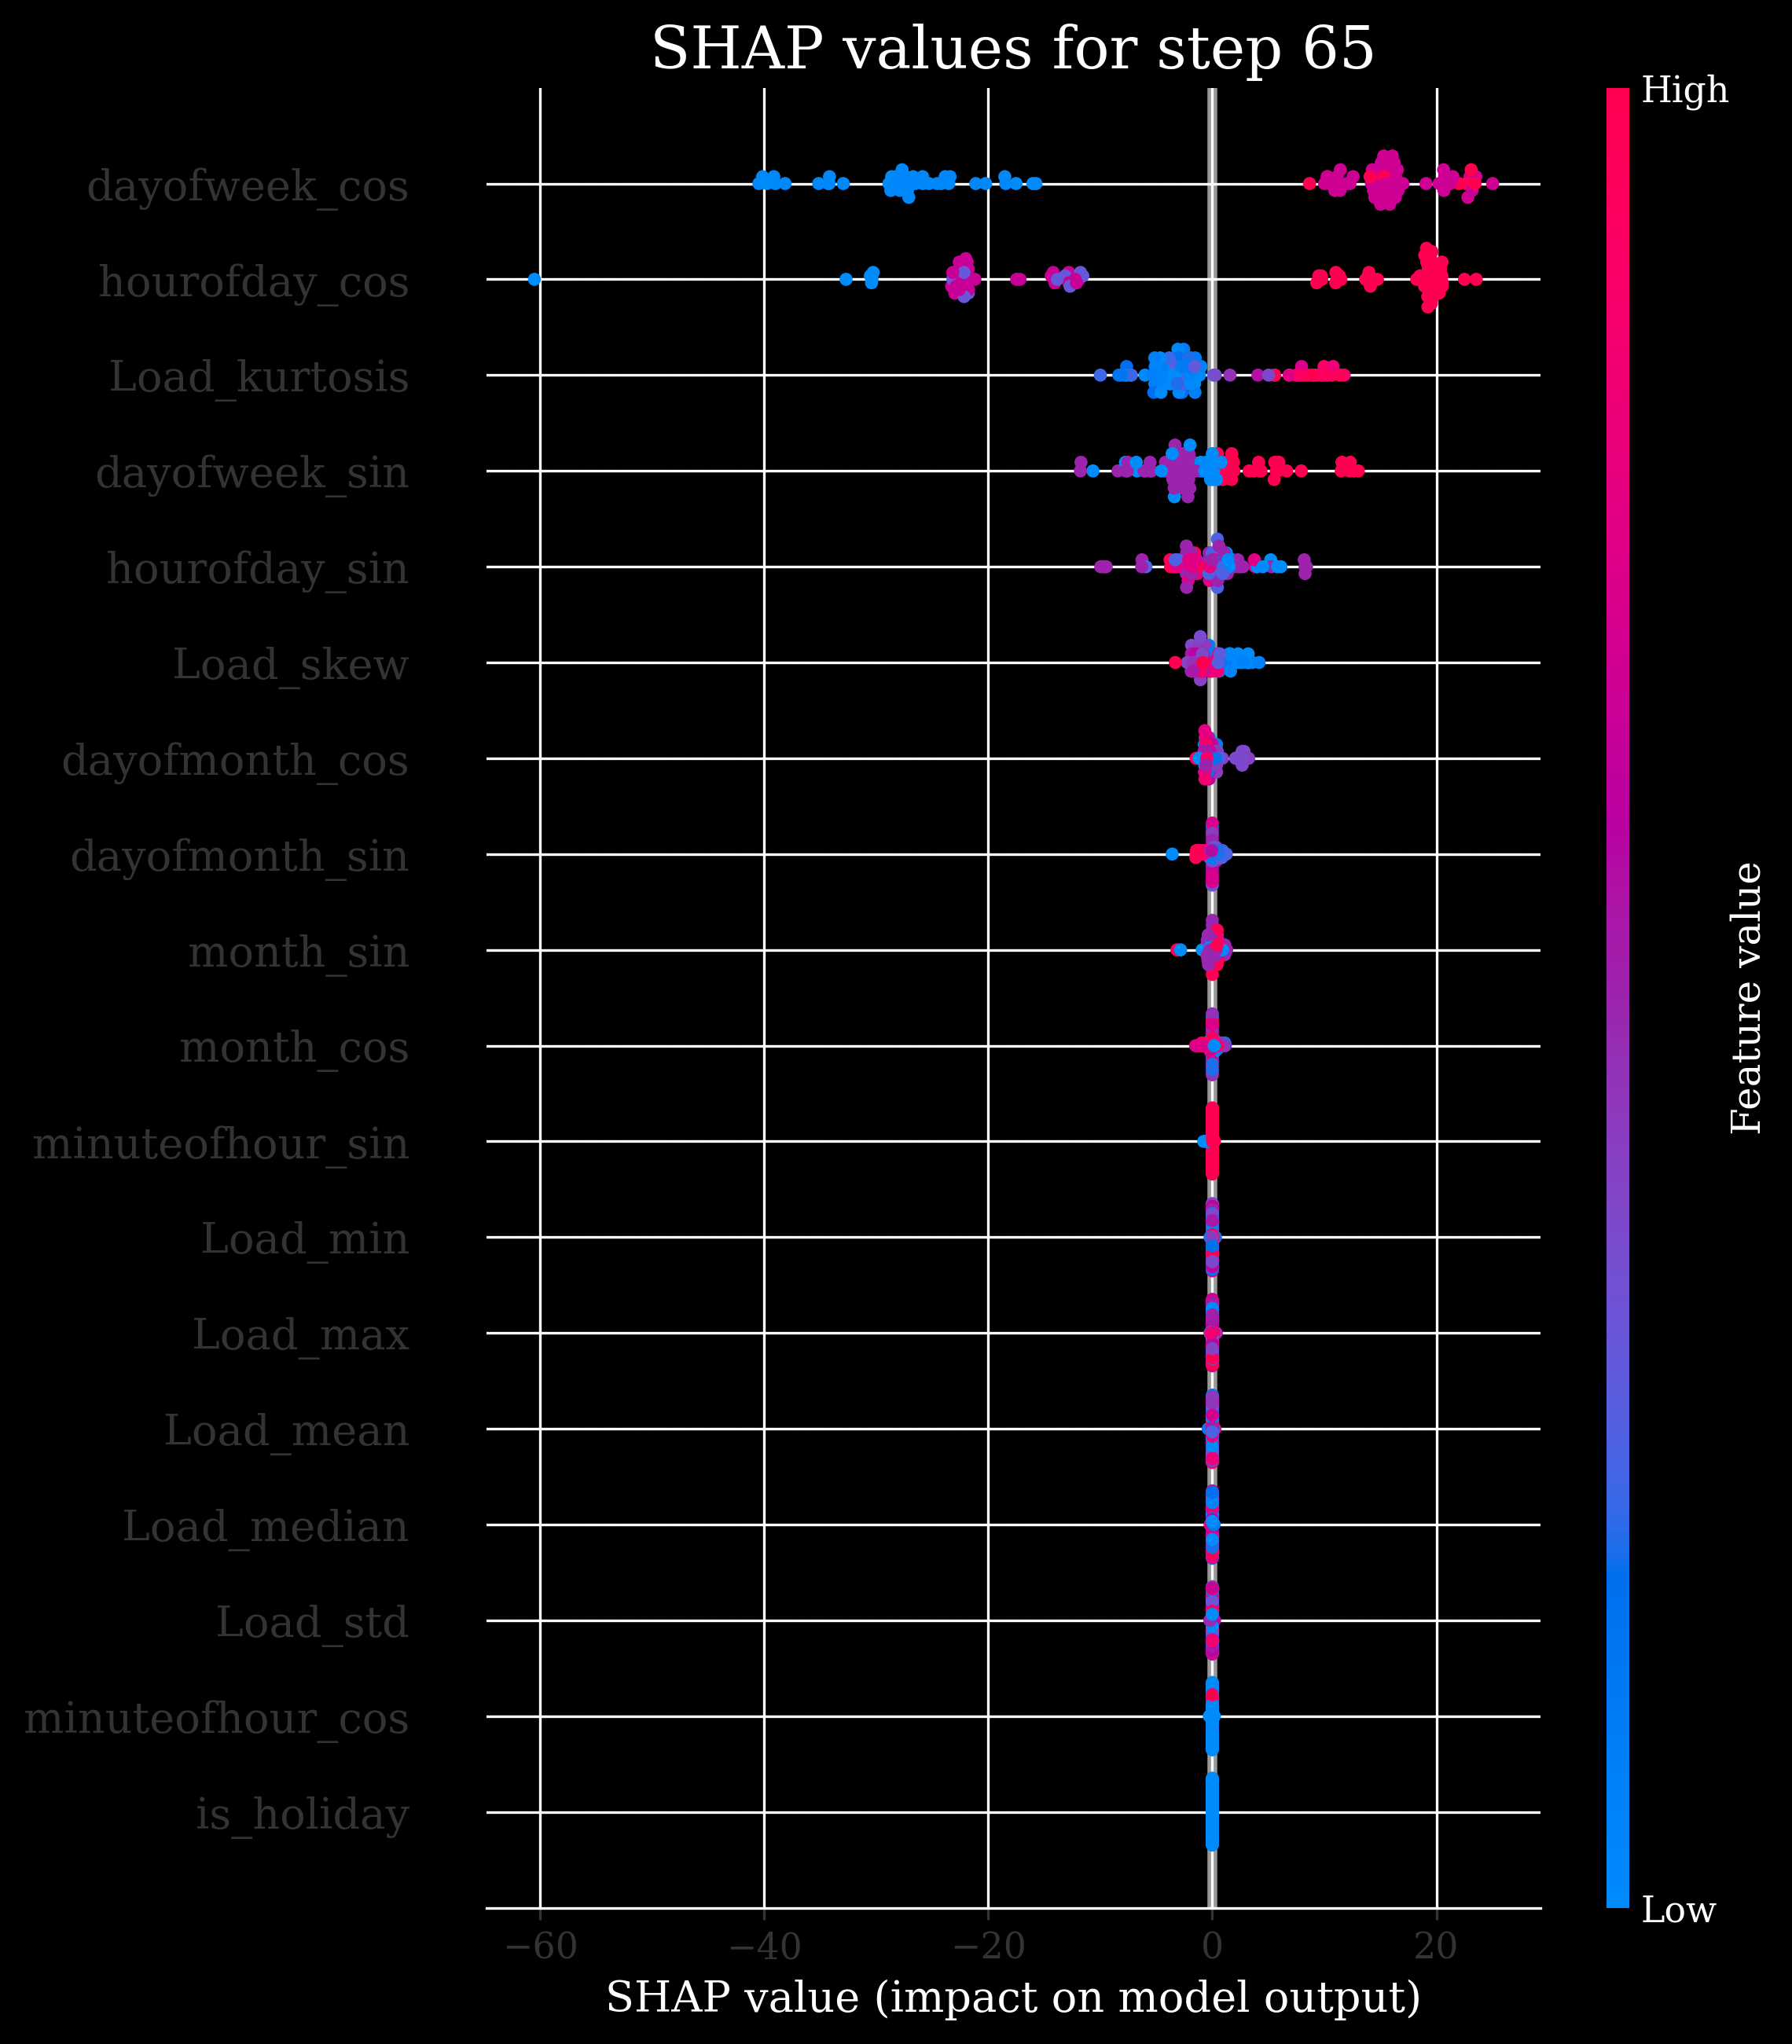 SHAP values for step 65
High
dayofweek_cos
hourofday_cos
Load_kurtosis
dayofweek_sin
hourofday_sin
Load_skew
dayofmonth_cos
dayofmonth_sin
month_sin
month_cos
minuteofhour_sin
Load_min
Load_max
Load_mean
Load_median
Load_std
minuteofhour_cos
is_holiday
Feature value
Low
−60 −40 −20 0 20
SHAP value (impact on model output)